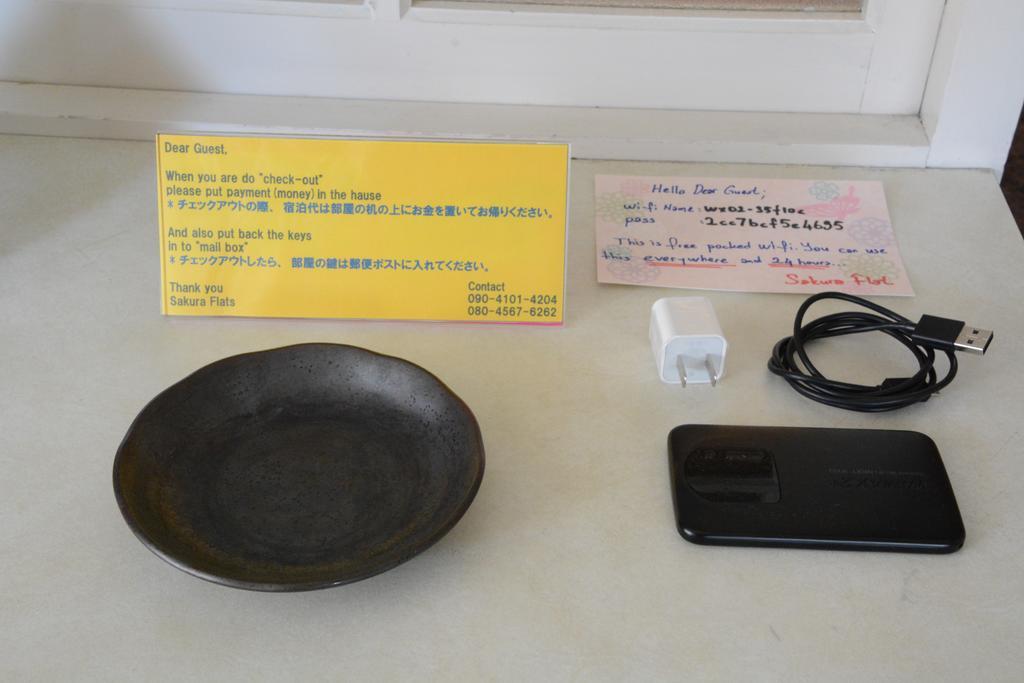 Dear Guest,
When you are do "check-out"
please put payment (money) in the hause
* チェックアウトの際、宿泊代は部屋の机の上にお金を置いてお帰りください。
And also put back the keys
in to "mail box"
* チェックアウトしたら、部屋の鍵は郵便ポストに入れてください。
Thank you
Sakura Flats
Contact
090-4101-4204
080-4567-6262
Hello Dear Guest;
Wi-fi Name: wx02-35f10c
pass : 2cc7bcf5e4695
This is free pocked wi-fi. You can use
this everywhere and 24 hours...
Sakura Flat